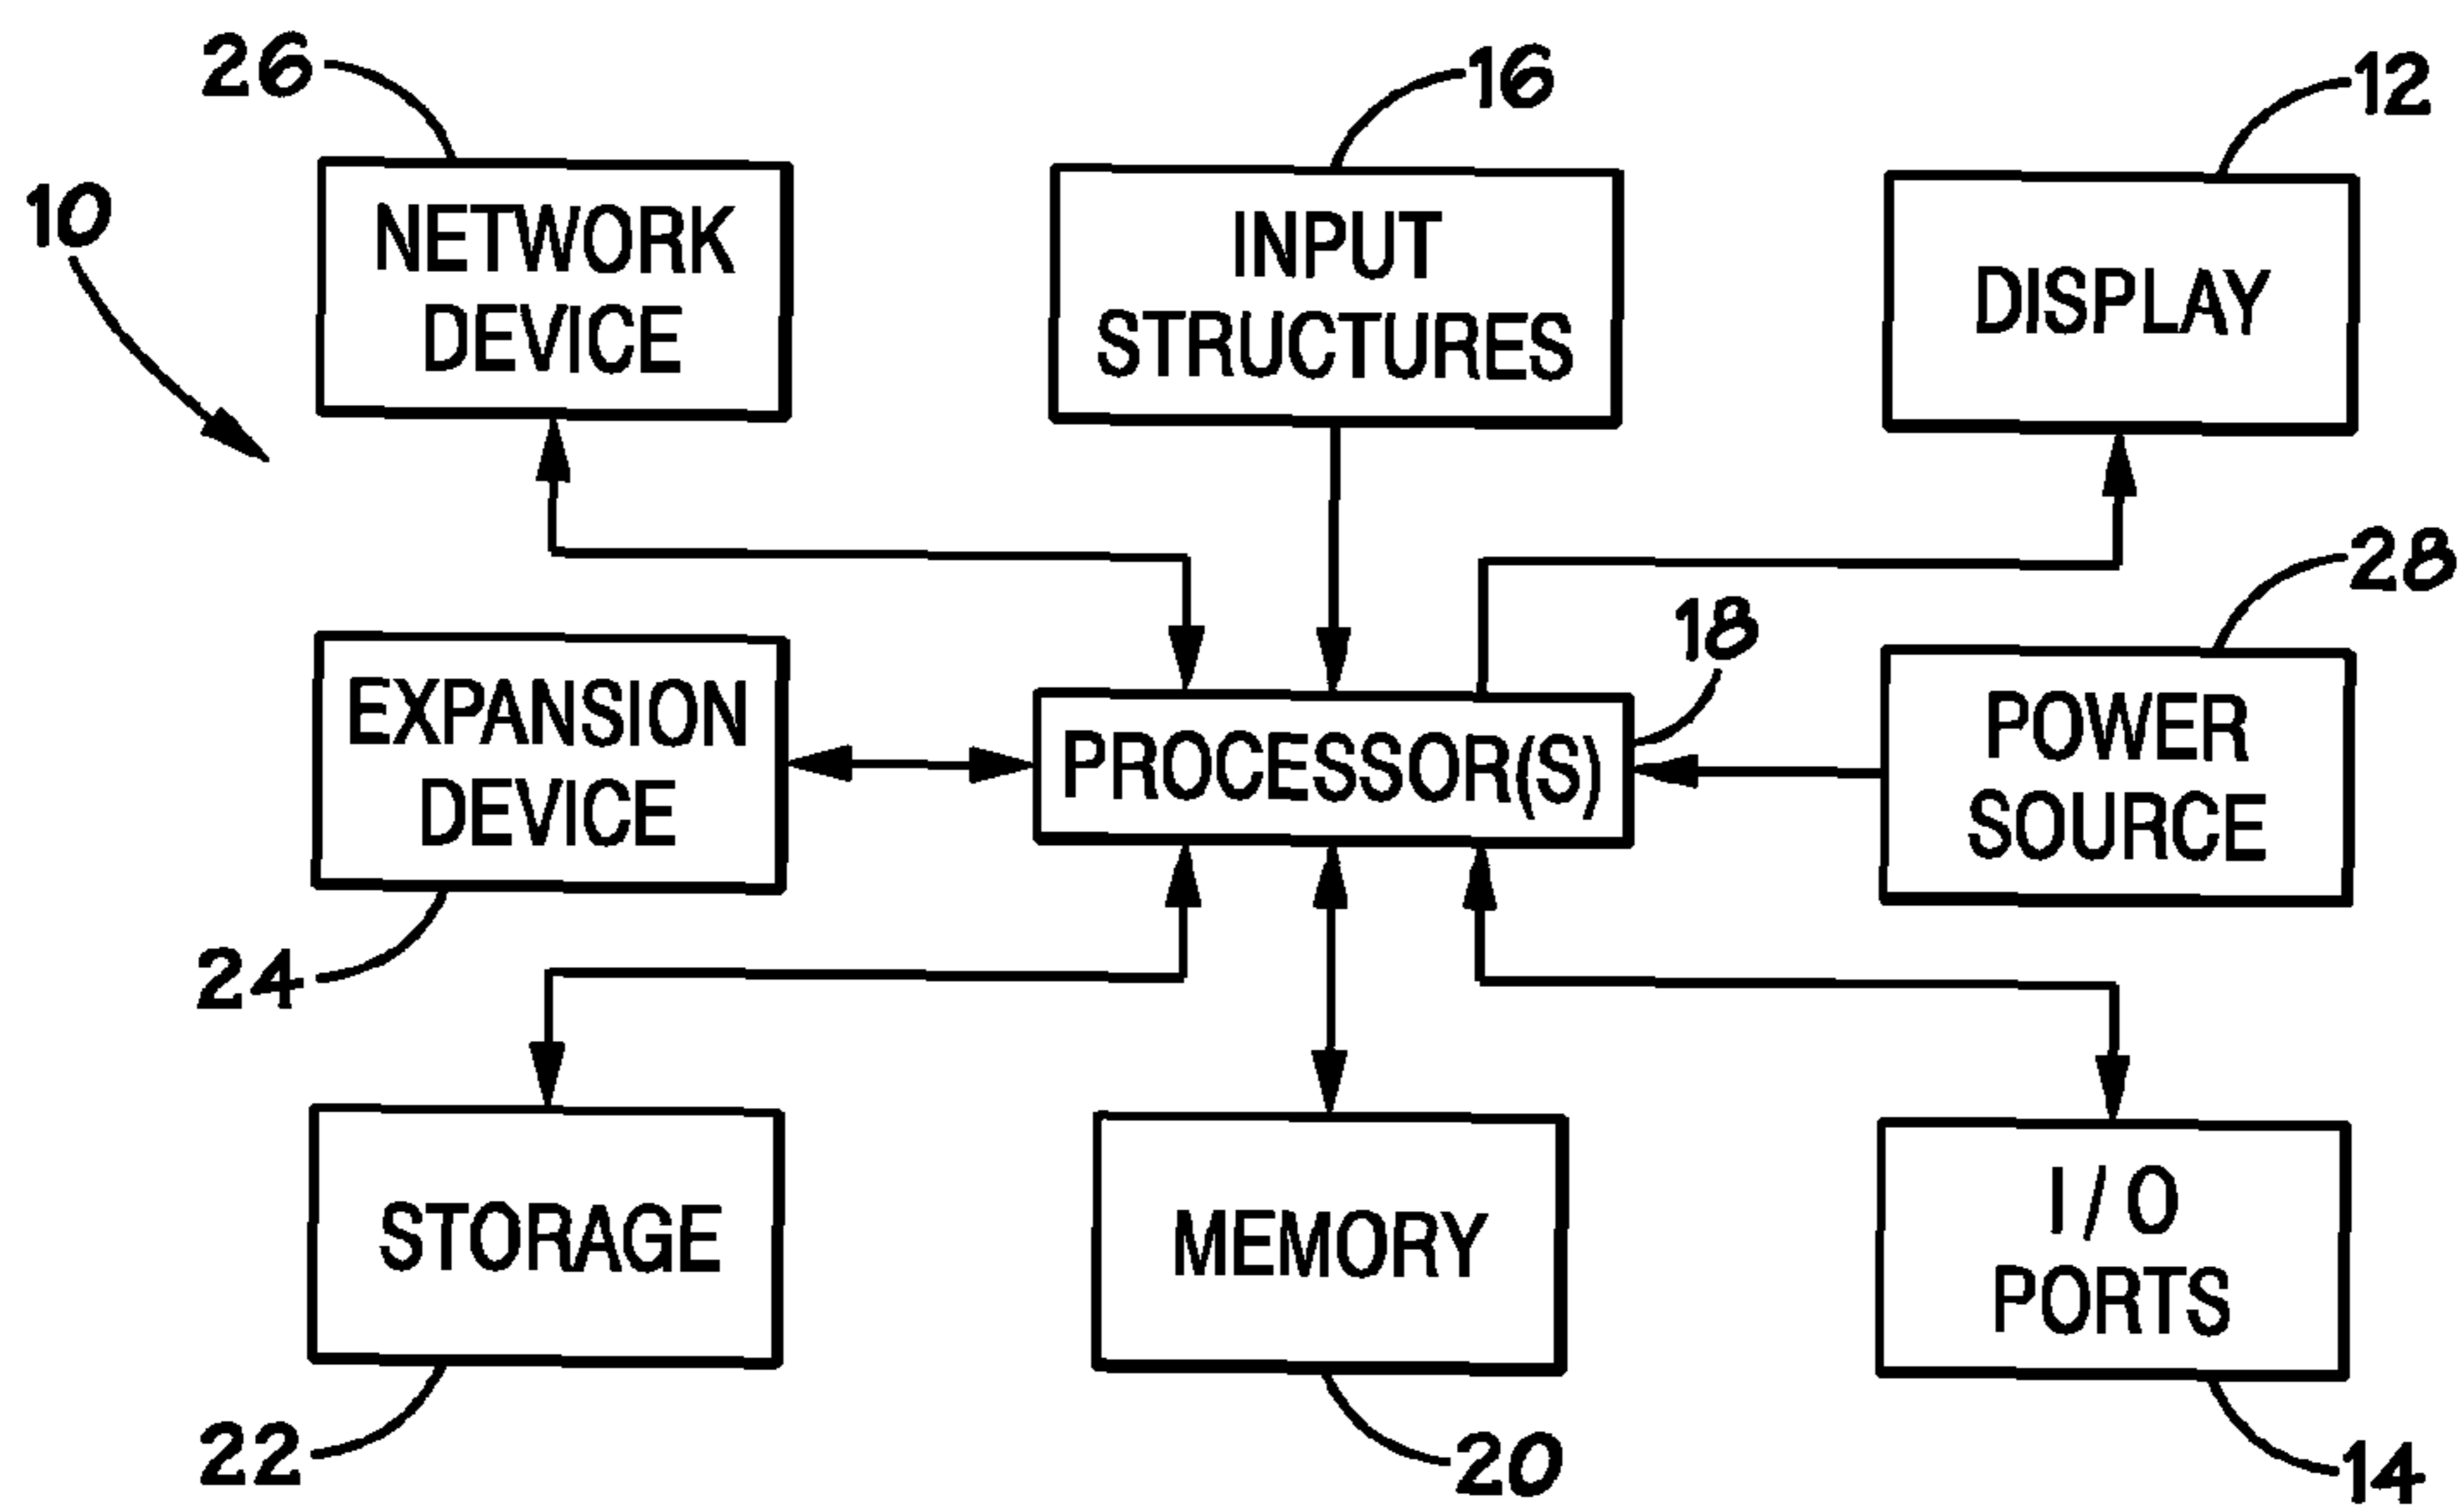 26
16
12
10
NETWORK
DEVICE
INPUT
STRUCTURES
DISPLAY
28
18
EXPANSION
DEVICE
PROCESSOR(S)
POWER
SOURCE
24
STORAGE
MEMORY
I/O
PORTS
22
20
14